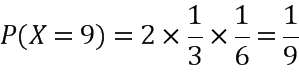 P(X = 9) = 2 × 1/3 × 1/6 = 1/9